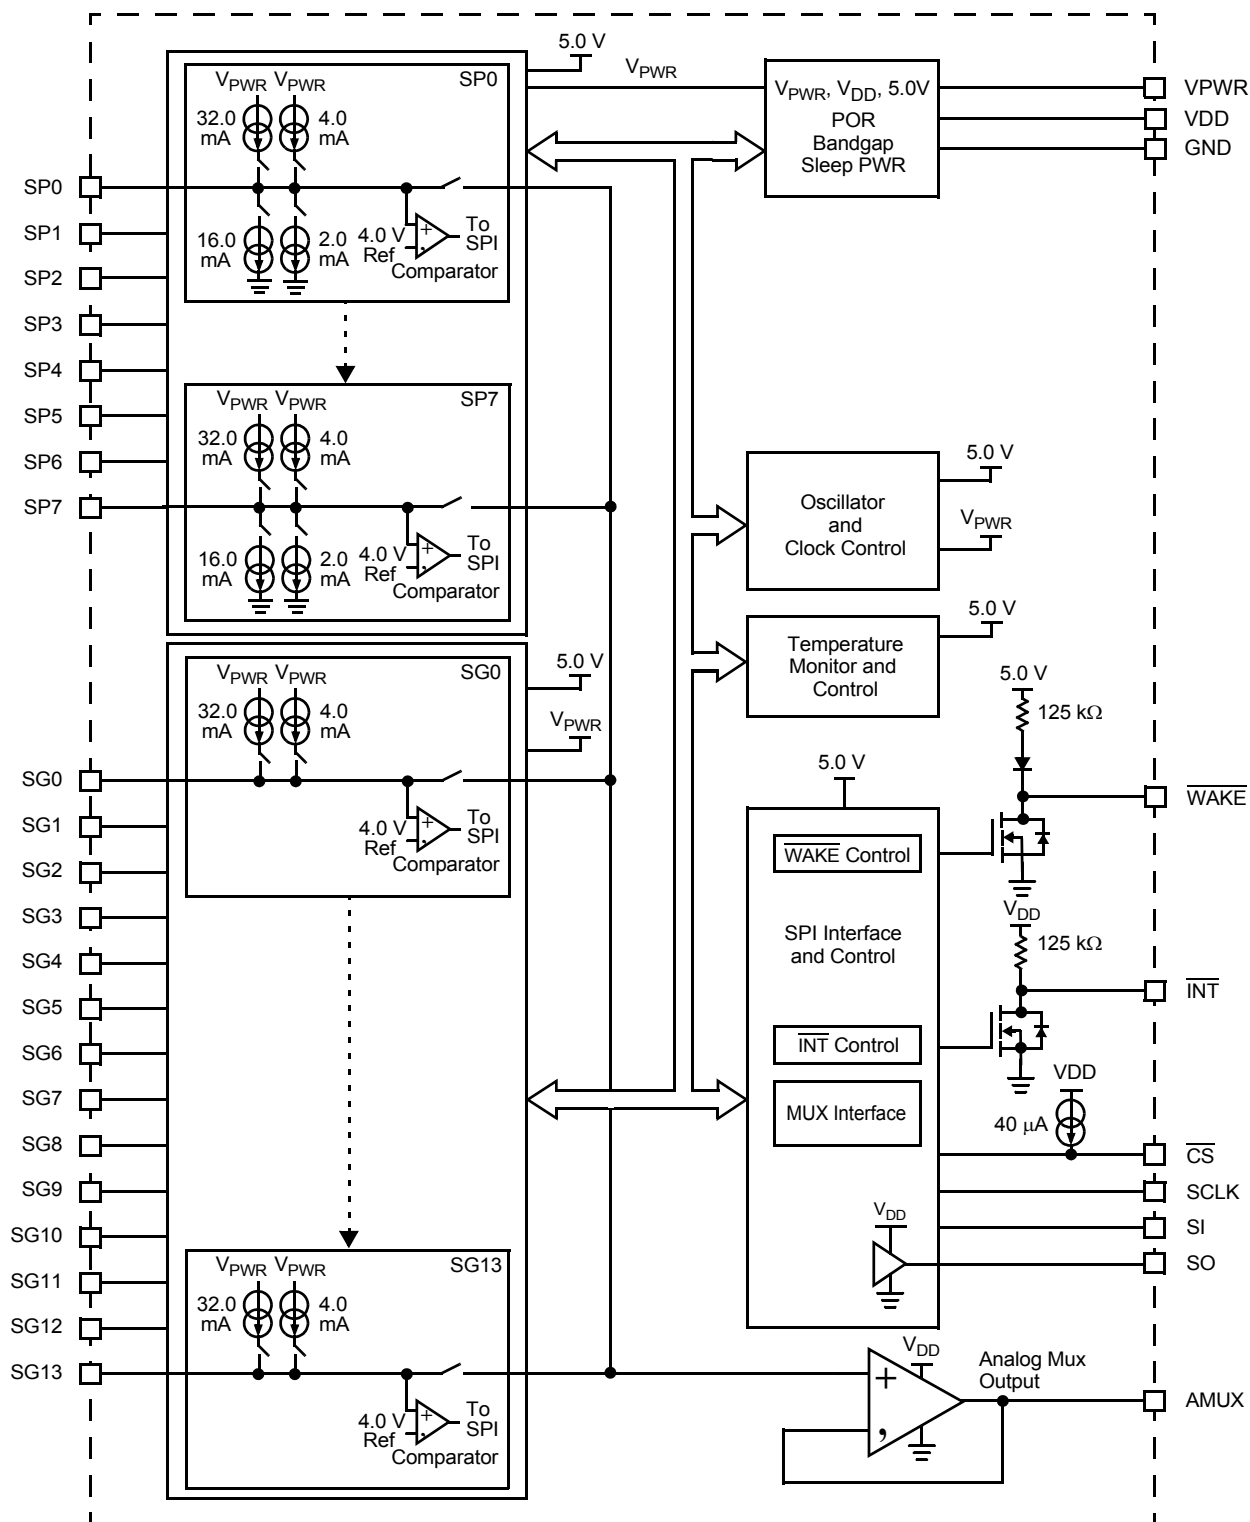 5.0 V
VPWR
SP0
VPWR VPWR
32.0 mA
4.0 mA
16.0 mA
2.0 mA
4.0 V Ref
+
,
To SPI
Comparator
VPWR, VDD, 5.0V
POR
Bandgap
Sleep PWR
VPWR
VDD
GND
SP0
SP1
SP2
SP3
SP4
SP5
SP6
SP7
SP7
VPWR VPWR
32.0 mA
4.0 mA
16.0 mA
2.0 mA
4.0 V Ref
+
,
To SPI
Comparator
Oscillator
and
Clock Control
5.0 V
VPWR
Temperature
Monitor and
Control
5.0 V
SG0
VPWR VPWR
32.0 mA
4.0 mA
4.0 V Ref
+
,
To SPI
Comparator
5.0 V
VPWR
SG0
SG1
SG2
SG3
SG4
SG5
SG6
SG7
SG8
SG9
SG10
SG11
SG12
SG13
5.0 V
WAKE Control
SPI Interface
and Control
INT Control
MUX Interface
VDD
5.0 V
125 kΩ
WAKE
VDD
125 kΩ
INT
VDD
40 μA
CS
SCLK
SI
SO
SG13
VPWR VPWR
32.0 mA
4.0 mA
4.0 V Ref
+
,
To SPI
Comparator
VDD
+
,
Analog Mux
Output
AMUX